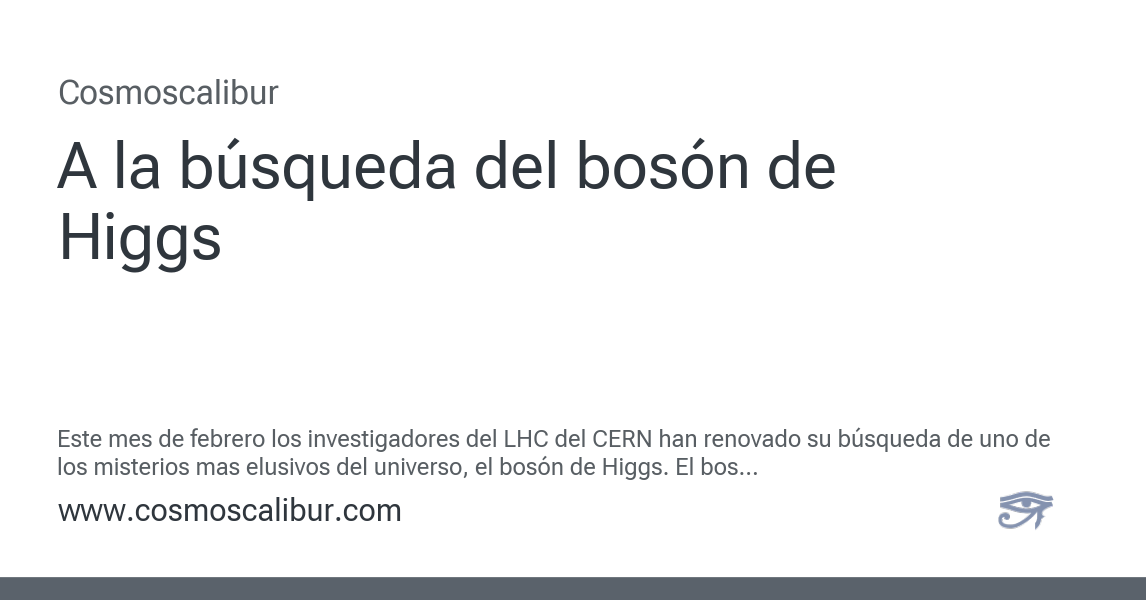 Cosmoscalibur
A la búsqueda del bosón de
Higgs
Este mes de febrero los investigadores del LHC del CERN han renovado su búsqueda de uno de
los misterios mas elusivos del universo, el bosón de Higgs. El bos...
www.cosmoscalibur.com